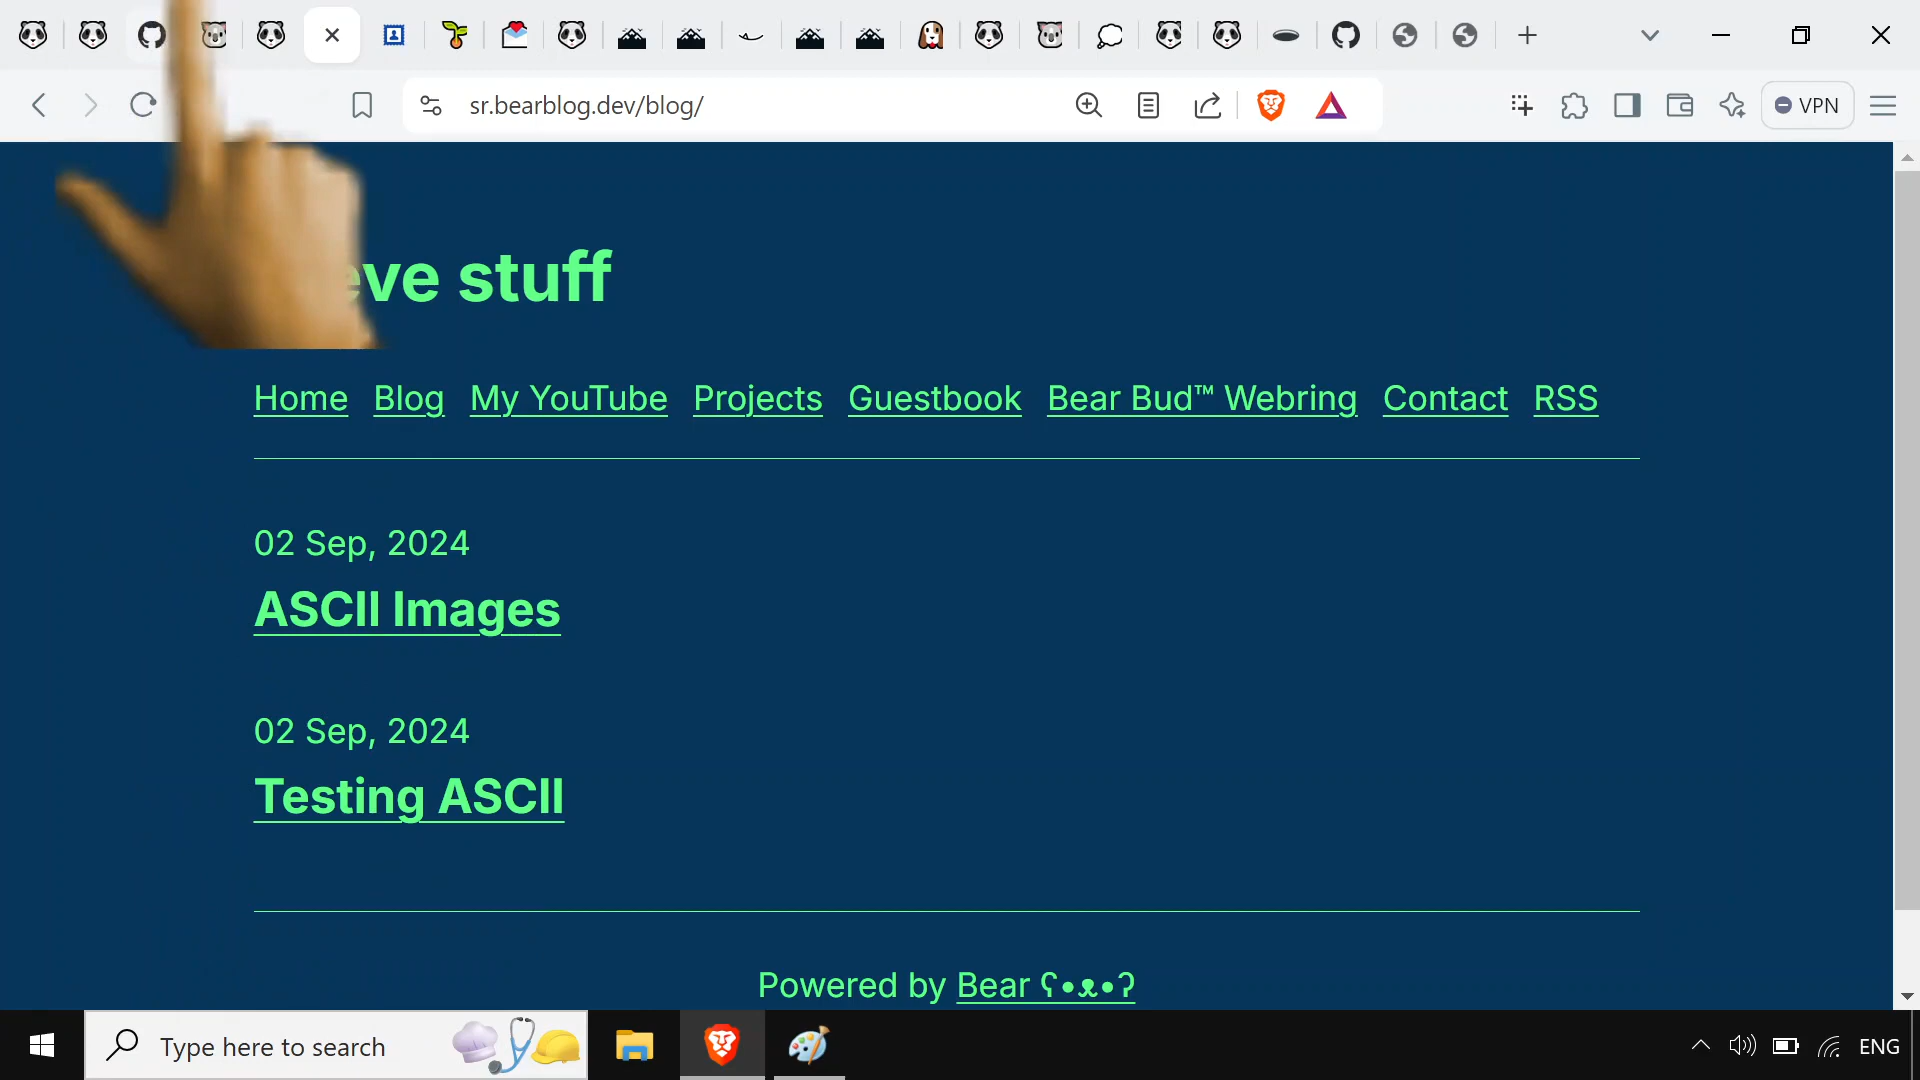 sr.bearblog.dev/blog/
VPN
eve stuff
Home Blog My YouTube Projects Guestbook Bear Bud™ Webring Contact RSS
02 Sep, 2024
ASCII Images
02 Sep, 2024
Testing ASCII
Powered by Bear ʕ•ᴥ•ʔ
Type here to search
ENG